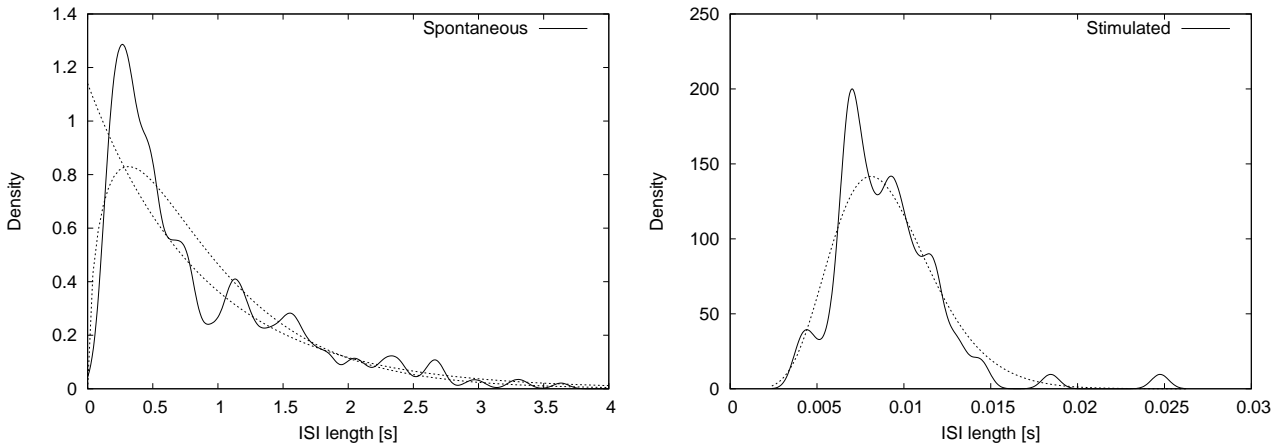 1.4
1.2
1
0.8
0.6
0.4
0.2
0
Density
Spontaneous
0 0.5 1 1.5 2 2.5 3 3.5 4
ISI length [s]
250
200
150
100
50
0
Density
Stimulated
0 0.005 0.01 0.015 0.02 0.025 0.03
ISI length [s]